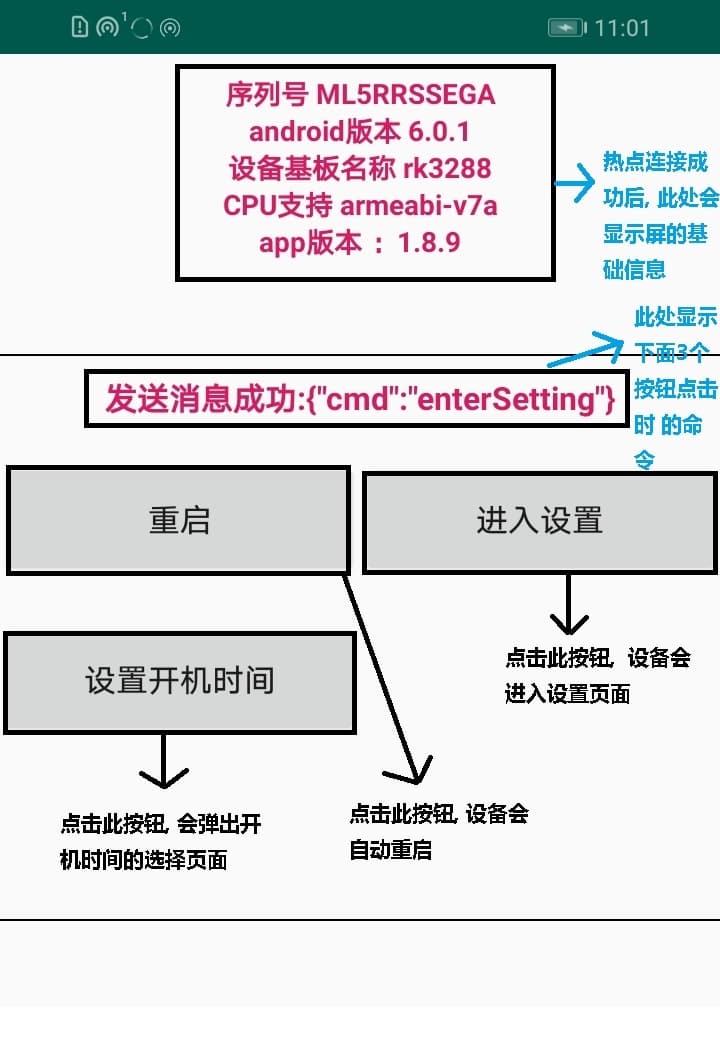 1
11:01
序列号 ML5RRSSEGA
android版本 6.0.1
设备基板名称 rk3288
CPU支持 armeabi-v7a
app版本 ：1.8.9
热点连接成
功后, 此处会
显示屏的基
础信息
此处显示
下面3个
按钮点击
时 的命
令
发送消息成功:{"cmd":"enterSetting"}
重启
进入设置
点击此按钮, 设备会
进入设置页面
设置开机时间
点击此按钮, 会弹出开
机时间的选择页面
点击此按钮, 设备会
自动重启